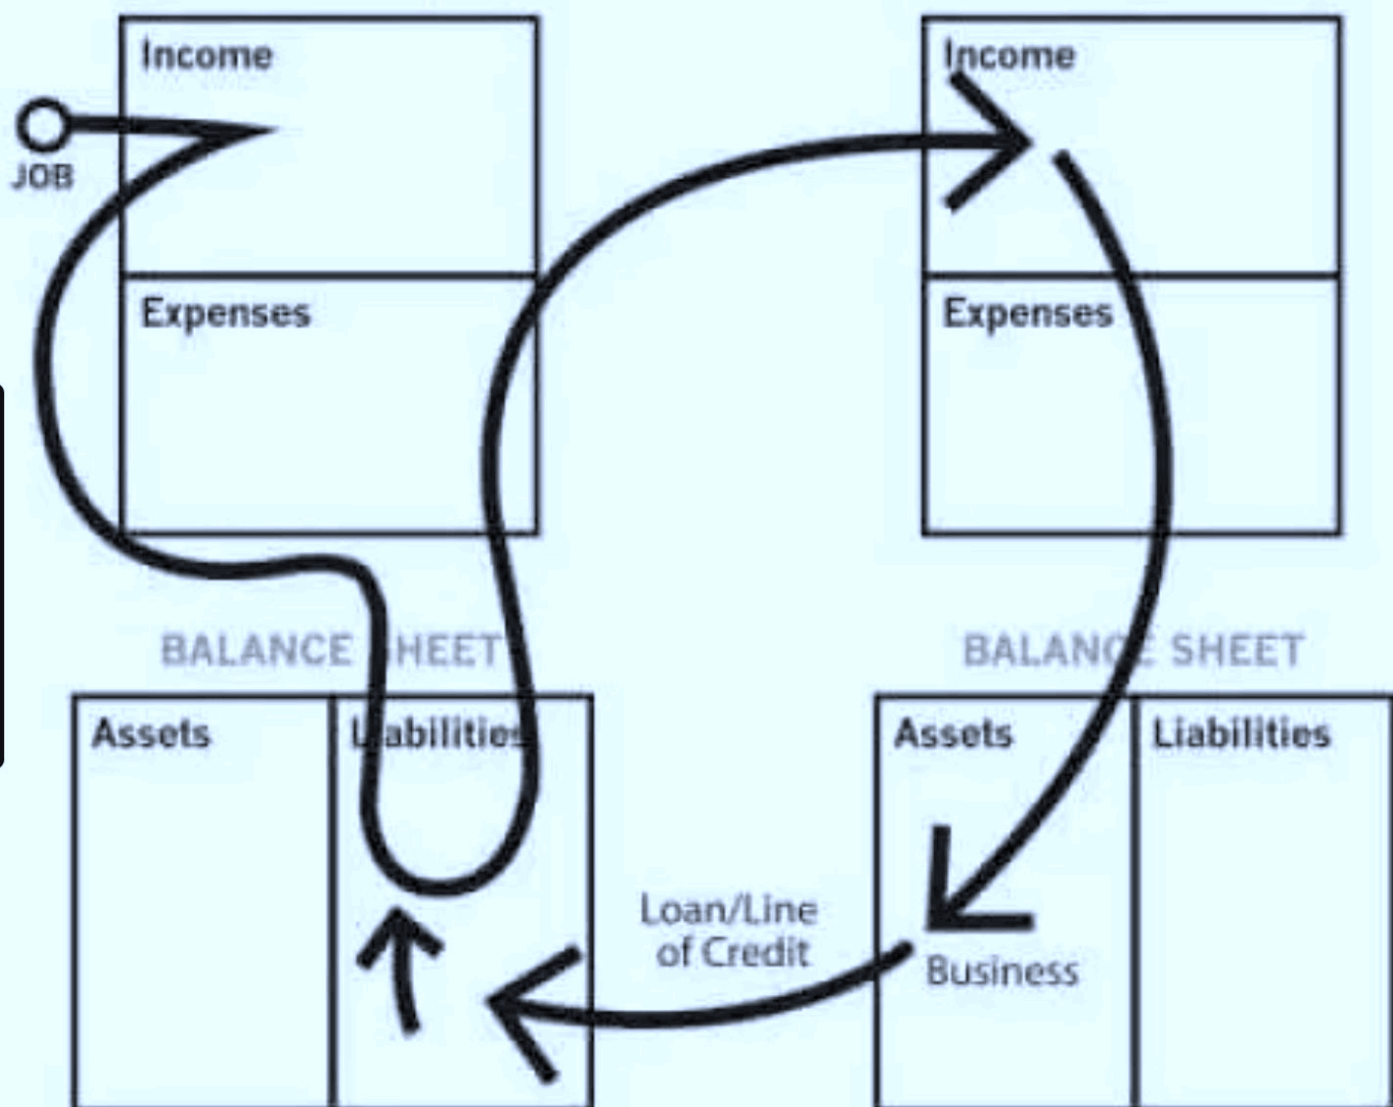 Income
JOB
Expenses
BALANCE SHEET
Assets
Liabilities
Income
Expenses
BALANCE SHEET
Assets
Liabilities
Loan/Line
of Credit
Business